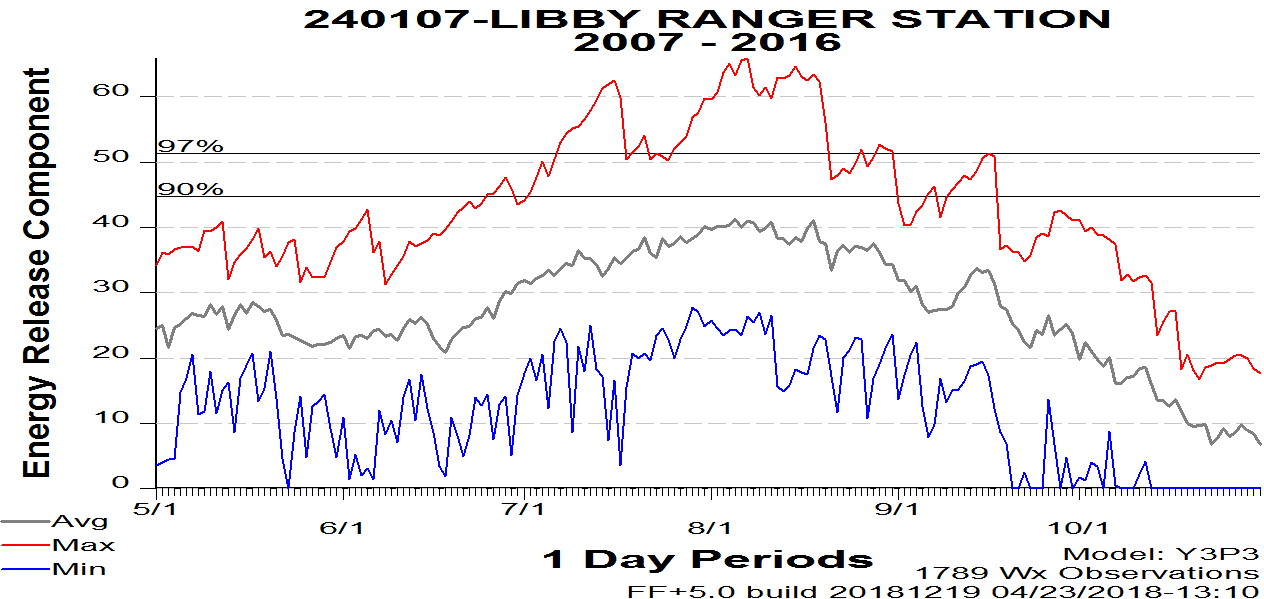 240107-LIBBY RANGER STATION
2007 - 2016
Energy Release Component
60
97%
50
90%
40
30
20
10
0
5/1
6/1
7/1
8/1
9/1
10/1
Avg
Max
Min
1 Day Periods
Model: Y3P3
1789 Wx Observations
FF+5.0 build 20181219 04/23/2018-13:10